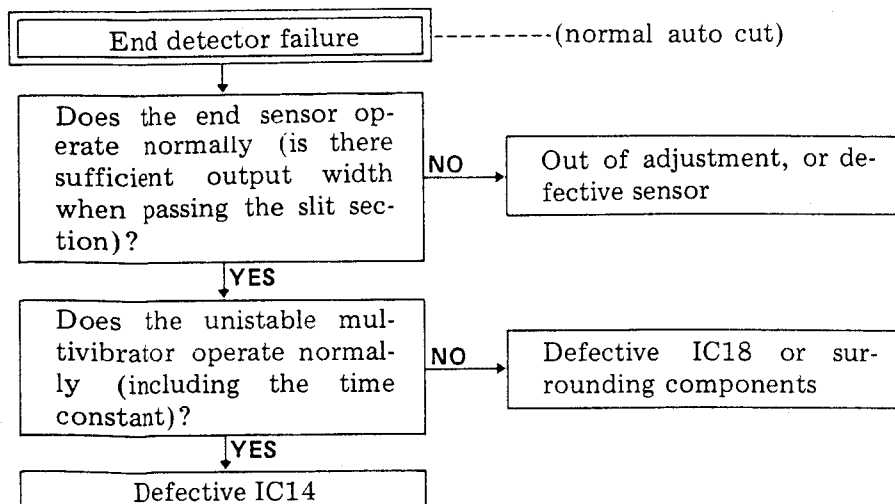 End detector failure --------(normal auto cut)
Does the end sensor op-
erate normally (is there
sufficient output width
when passing the slit sec-
tion)?
NO
Out of adjustment, or de-
fective sensor
YES
Does the unistable mul-
tivibrator operate normal-
ly (including the time
constant)?
NO
Defective IC18 or sur-
rounding components
YES
Defective IC14